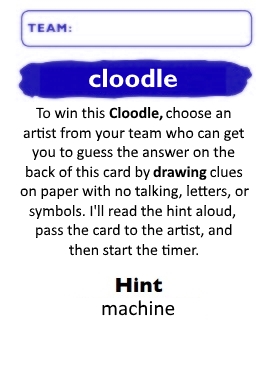 TEAM:
cloodle
To win this Cloodle, choose an
artist from your team who can get
you to guess the answer on the
back of this card by drawing clues
on paper with no talking, letters, or
symbols. I'll read the hint aloud,
pass the card to the artist, and
then start the timer.
Hint
machine